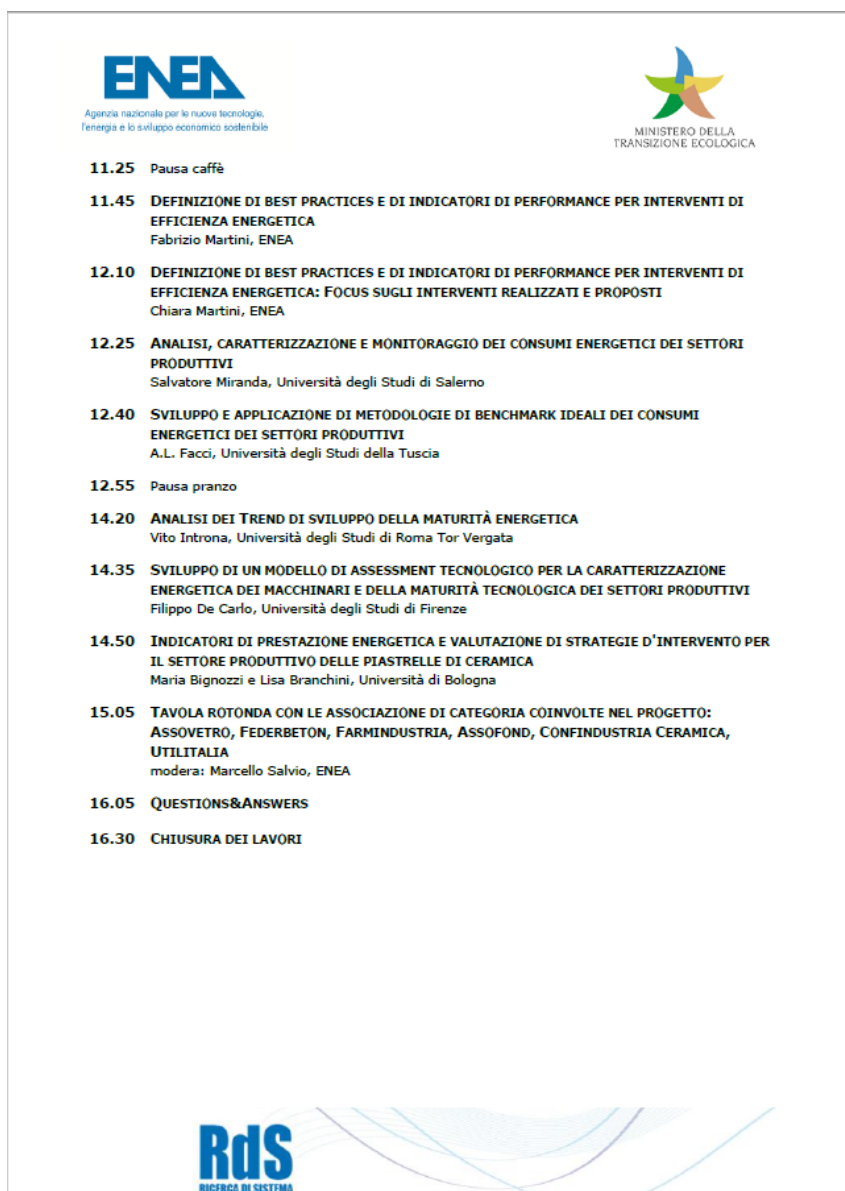 ENEA
Agenzia nazionale per le nuove tecnologie,
l'energia e lo sviluppo economico sostenibile
MINISTERO DELLA
TRANSIZIONE ECOLOGICA
11.25 Pausa caffè
11.45 DEFINIZIONE DI BEST PRACTICES E DI INDICATORI DI PERFORMANCE PER INTERVENTI DI
EFFICIENZA ENERGETICA
Fabrizio Martini, ENEA
12.10 DEFINIZIONE DI BEST PRACTICES E DI INDICATORI DI PERFORMANCE PER INTERVENTI DI
EFFICIENZA ENERGETICA: FOCUS SUGLI INTERVENTI REALIZZATI E PROPOSTI
Chiara Martini, ENEA
12.25 ANALISI, CARATTERIZZAZIONE E MONITORAGGIO DEI CONSUMI ENERGETICI DEI SETTORI
PRODUTTIVI
Salvatore Miranda, Università degli Studi di Salerno
12.40 SVILUPPO E APPLICAZIONE DI METODOLOGIE DI BENCHMARK IDEALI DEI CONSUMI
ENERGETICI DEI SETTORI PRODUTTIVI
A.L. Facci, Università degli Studi della Tuscia
12.55 Pausa pranzo
14.20 ANALISI DEI TREND DI SVILUPPO DELLA MATURITÀ ENERGETICA
Vito Introna, Università degli Studi di Roma Tor Vergata
14.35 SVILUPPO DI UN MODELLO DI ASSESSMENT TECNOLOGICO PER LA CARATTERIZZAZIONE
ENERGETICA DEI MACCHINARI E DELLA MATURITÀ TECNOLOGICA DEI SETTORI PRODUTTIVI
Filippo De Carlo, Università degli Studi di Firenze
14.50 INDICATORI DI PRESTAZIONE ENERGETICA E VALUTAZIONE DI STRATEGIE D'INTERVENTO PER
IL SETTORE PRODUTTIVO DELLE PIASTRELLE DI CERAMICA
Maria Bignozzi e Lisa Branchini, Università di Bologna
15.05 TAVOLA ROTONDA CON LE ASSOCIAZIONE DI CATEGORIA COINVOLTE NEL PROGETTO:
ASSOVETRO, FEDERBETON, FARMINDUSTRIA, ASSOFOND, CONFINDUSTRIA CERAMICA,
UTILITALIA
modera: Marcello Salvio, ENEA
16.05 QUESTIONS&ANSWERS
16.30 CHIUSURA DEI LAVORI
RdS
RICERCA DI SISTEMA